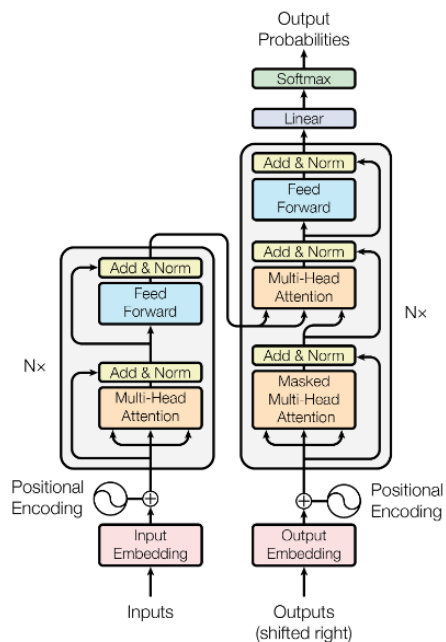 Output
Probabilities
Softmax
Linear
Add & Norm
Feed
Forward
Add & Norm
Multi-Head
Attention
Add & Norm
Masked
Multi-Head
Attention
N×
Add & Norm
Feed
Forward
Add & Norm
Multi-Head
Attention
N×
Positional
Encoding
Positional
Encoding
Input
Embedding
Output
Embedding
Inputs
Outputs
(shifted right)